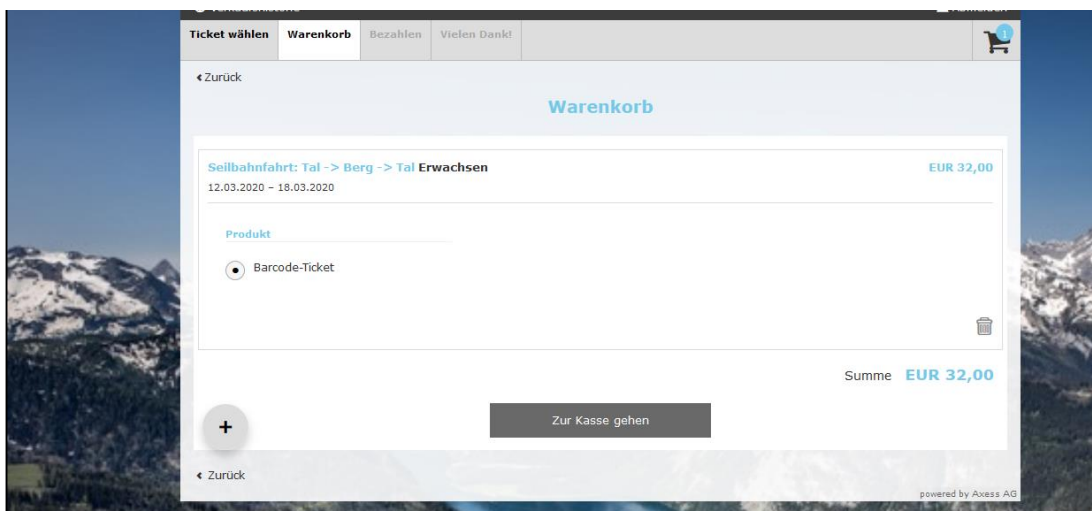 Ticket wählen Warenkorb Bezahlen Vielen Dank! 1
Zurück
Warenkorb
Seilbahnfahrt: Tal -> Berg -> Tal Erwachsen EUR 32,00
12.03.2020 – 18.03.2020
Produkt
Barcode-Ticket
Summe EUR 32,00
+ Zur Kasse gehen
Zurück
powered by Axess AG